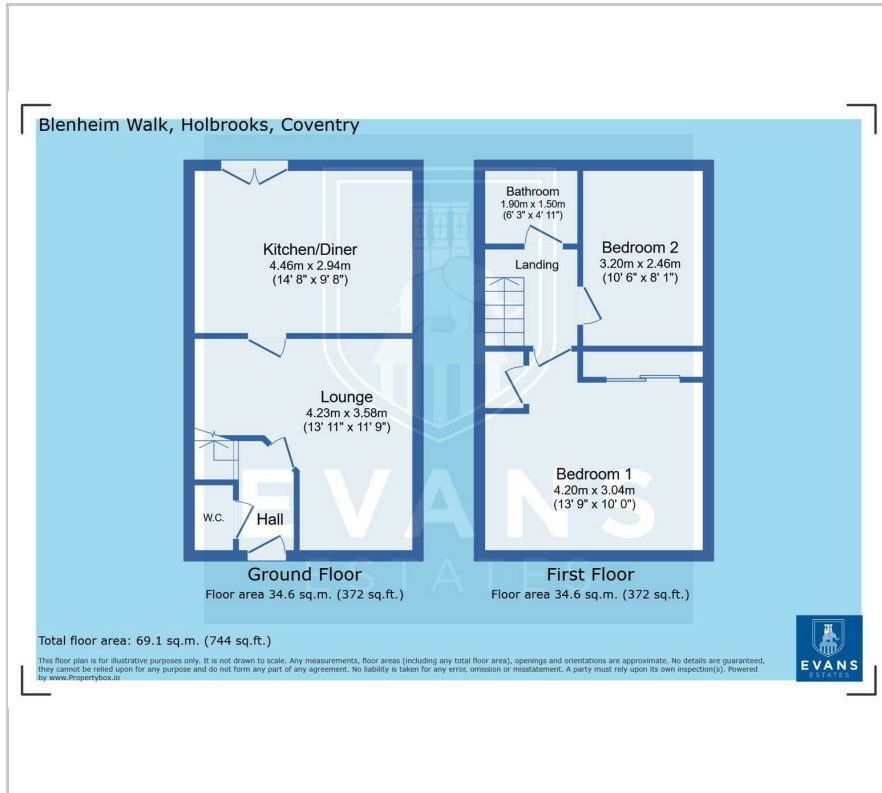 Blenheim Walk, Holbrooks, Coventry
Kitchen/Diner
4.46m x 2.94m
(14' 8" x 9' 8")
Lounge
4.23m x 3.58m
(13' 11" x 11' 9")
W.C.
Hall
Ground Floor
Floor area 34.6 sq.m. (372 sq.ft.)
Bathroom
1.90m x 1.50m
(6' 3" x 4' 11")
Landing
Bedroom 2
3.20m x 2.46m
(10' 6" x 8' 1")
Bedroom 1
4.20m x 3.04m
(13' 9" x 10' 0")
First Floor
Floor area 34.6 sq.m. (372 sq.ft.)
EVANS
ESTATES
Total floor area: 69.1 sq.m. (744 sq.ft.)
This floor plan is for illustrative purposes only. It is not drawn to scale. Any measurements, floor areas (including any total floor area), openings and orientations are approximate. No details are guaranteed,
they cannot be relied upon for any purpose and do not form any part of any agreement. No liability is taken for any error, omission or misstatement. A party must rely upon its own inspection(s). Powered
by www.Propertybox.io
EVANS
ESTATES